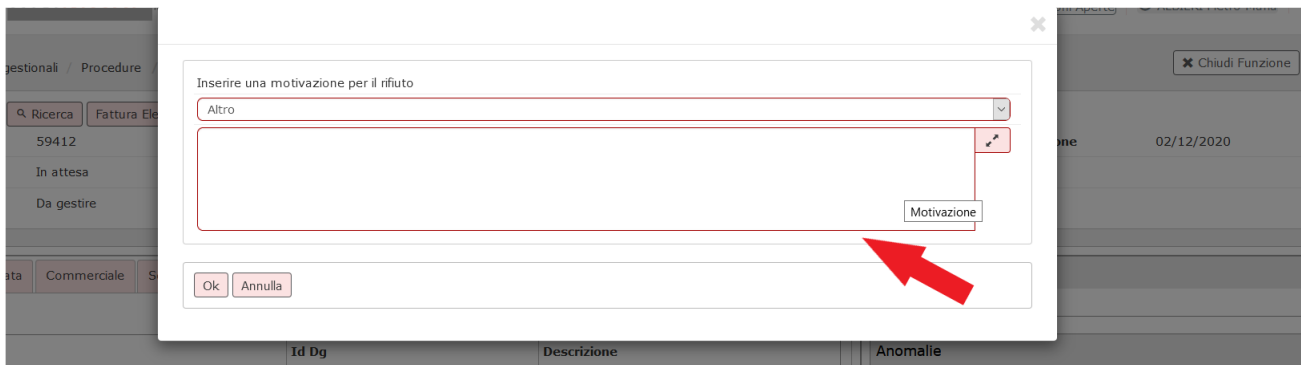 gestionali / Procedure /
Chiudi Funzione
Inserire una motivazione per il rifiuto
Altro
Ricerca Fattura Ele
59412
one 02/12/2020
In attesa
Da gestire
Motivazione
ata Commerciale S
Ok Annulla
Id Dg Descrizione Anomalie